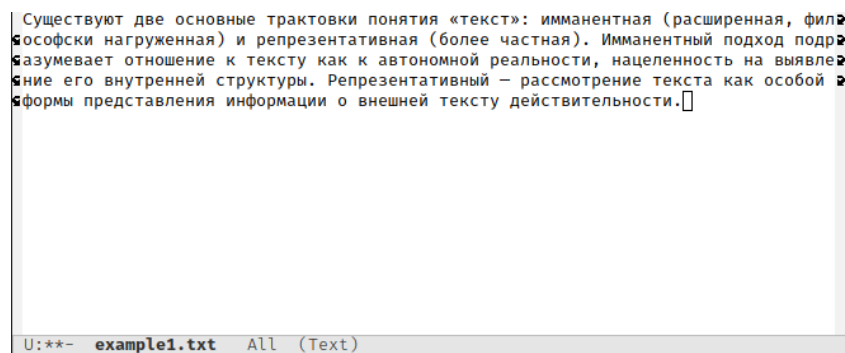 Существуют две основные трактовки понятия «текст»: имманентная (расширенная, фил
ософски нагруженная) и репрезентативная (более частная). Имманентный подход подр
азумевает отношение к тексту как к автономной реальности, нацеленность на выявле
ние его внутренней структуры. Репрезентативный — рассмотрение текста как особой
формы представления информации о внешней тексту действительности.
U:**-  example1.txt   All  (Text)